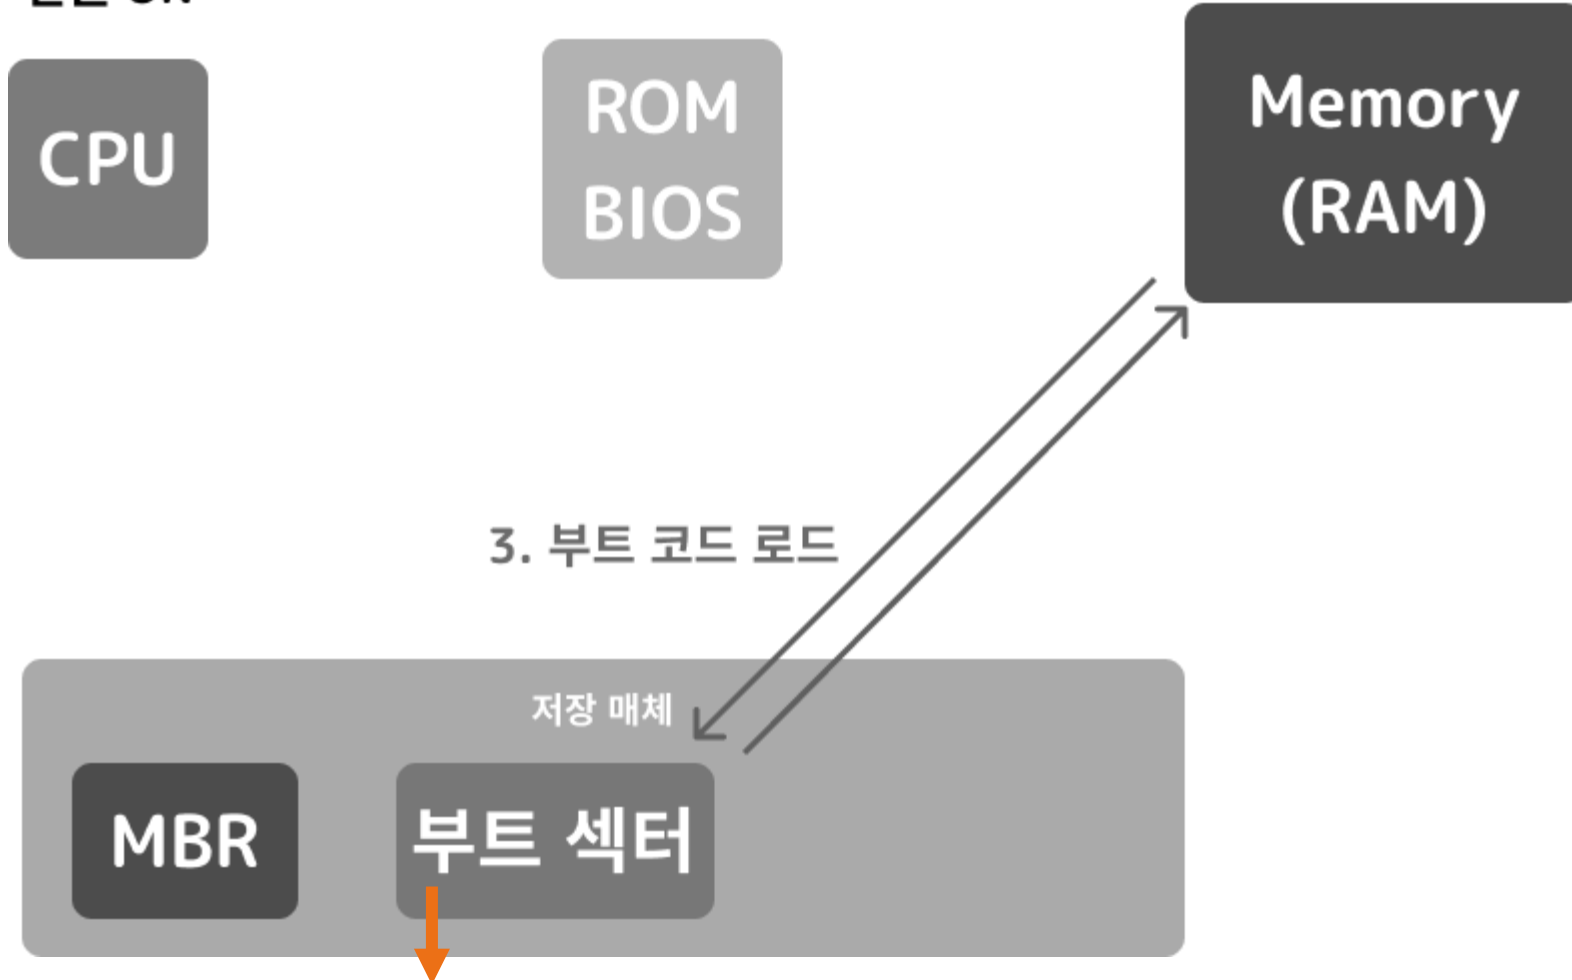 ON
CPU
ROM
BIOS
Memory
(RAM)
3. 부트 코드 로드
저장 매체
MBR
부트 섹터